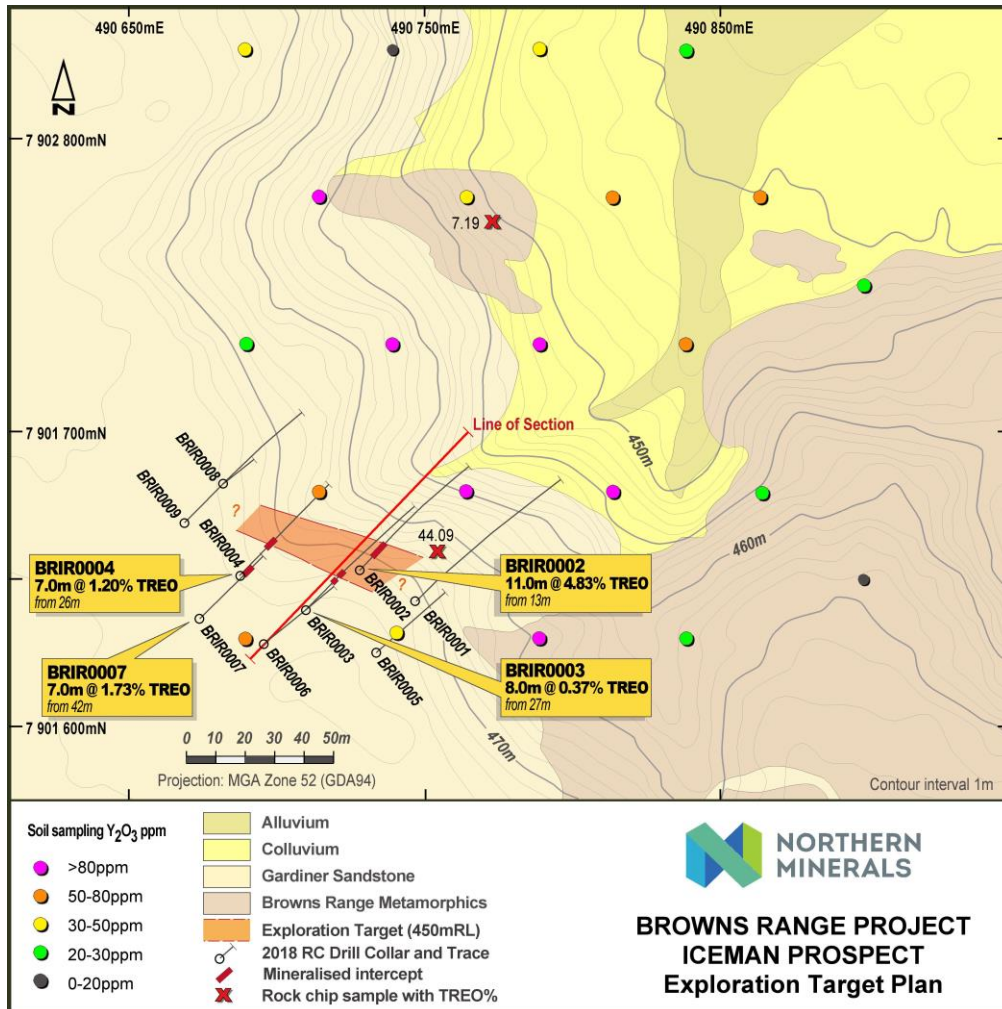 490 650mE
490 750mE
490 850mE
N
7 902 800mN
7.19
7 901 700mN
Line of Section
450m
BRIR0008
BRIR0009
?
44.09
460m
BRIR0004
BRIR0004
7.0m @ 1.20% TREO
from 26m
BRIR0002
11.0m @ 4.83% TREO
from 13m
BRIR0002
?
BRIR0001
BRIR0003
BRIR0007
BRIR0006
BRIR0005
BRIR0007
7.0m @ 1.73% TREO
from 42m
BRIR0003
8.0m @ 0.37% TREO
from 27m
7 901 600mN
470m
0 10 20 30 50m
Projection: MGA Zone 52 (GDA94)
Contour interval 1m
Soil sampling Y2O3 ppm
>80ppm
50-80ppm
30-50ppm
20-30ppm
0-20ppm
Alluvium
Colluvium
Gardiner Sandstone
Browns Range Metamorphics
Exploration Target (450mRL)
2018 RC Drill Collar and Trace
Mineralised intercept
Rock chip sample with TREO%
NORTHERN
MINERALS
BROWNS RANGE PROJECT
ICEMAN PROSPECT
Exploration Target Plan